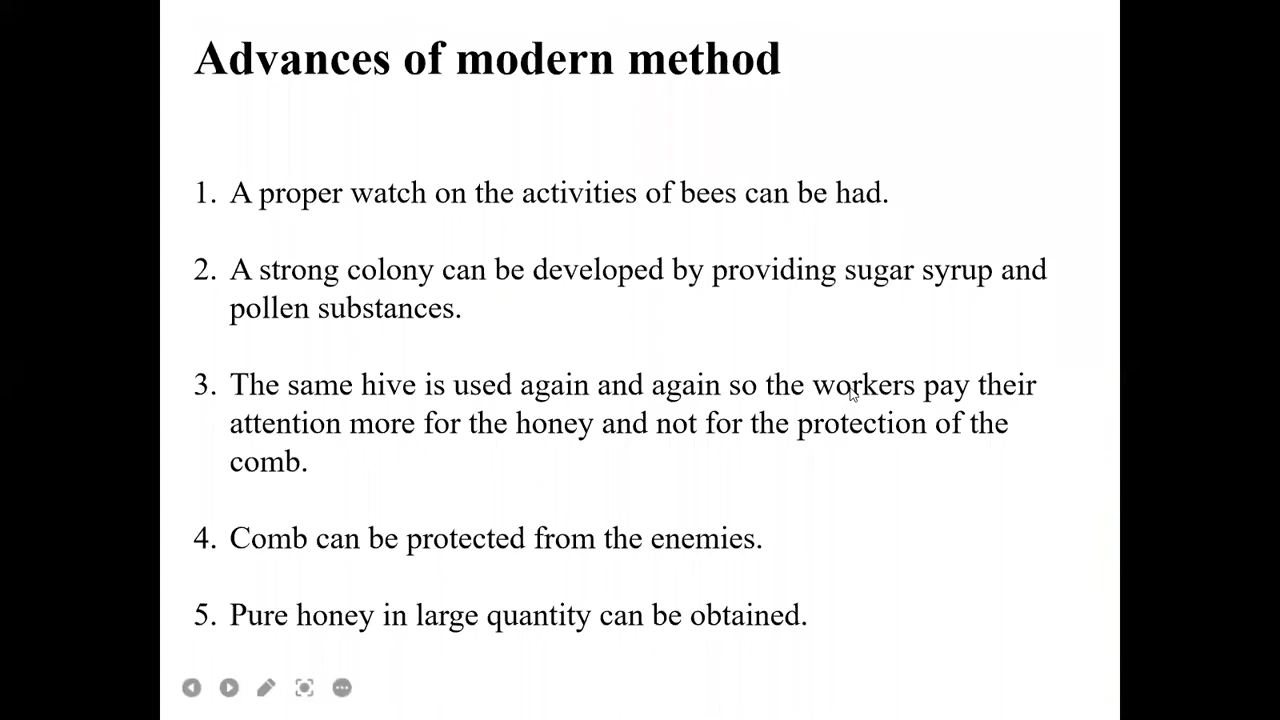 Advances of modern method
1. A proper watch on the activities of bees can be had.
2. A strong colony can be developed by providing sugar syrup and
pollen substances.
3. The same hive is used again and again so the workers pay their
attention more for the honey and not for the protection of the
comb.
4. Comb can be protected from the enemies.
5. Pure honey in large quantity can be obtained.